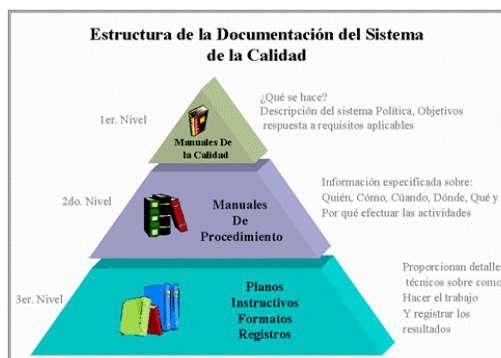 Estructura de la Documentación del Sistema
de la Calidad
1er. Nivel
Manuales De
la Calidad
¿Qué se hace?
Descripción del sistema Política, Objetivos
respuesta a requisitos aplicables
2do. Nivel
Manuales
De
Procedimiento
Información especificada sobre:
Quién, Cómo, Cúando, Dónde, Qué y
Por qué efectuar las actividades
3er. Nivel
Planos
Instructivos
Formatos
Registros
Proporcionan detalle
técnicos sobre como
Hacer el trabajo
Y registrar los
resultados